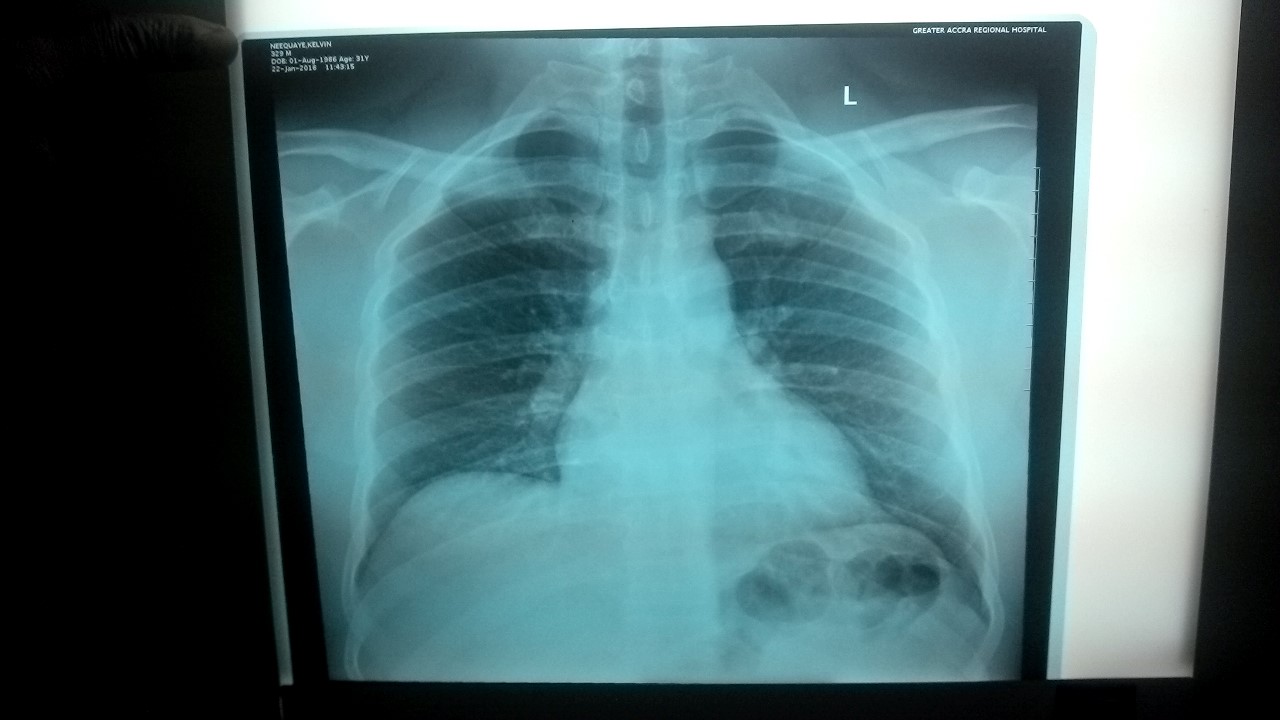 NEEQUAYE,KELVIN
329 M
DOB: 01-Aug-1986 Age: 31Y
22-Jan-2018 11:43:15
GREATER ACCRA REGIONAL HOSPITAL
L